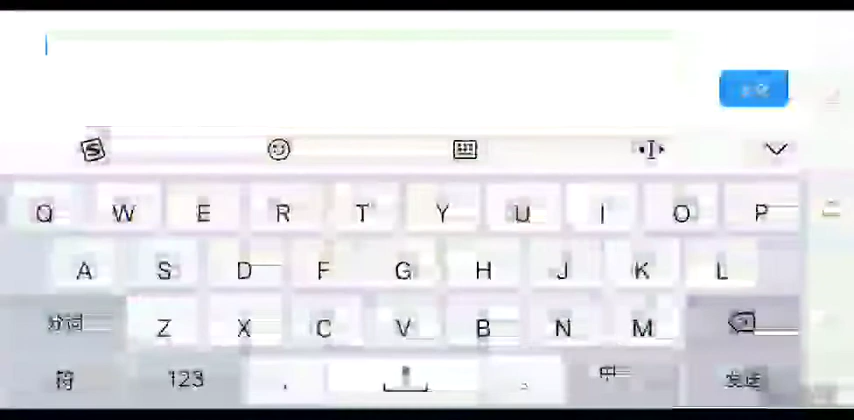 Q W E R T Y U I O P
A S D F G H J K L
分词 Z X C V B N M
符 123 , 。 中 发送